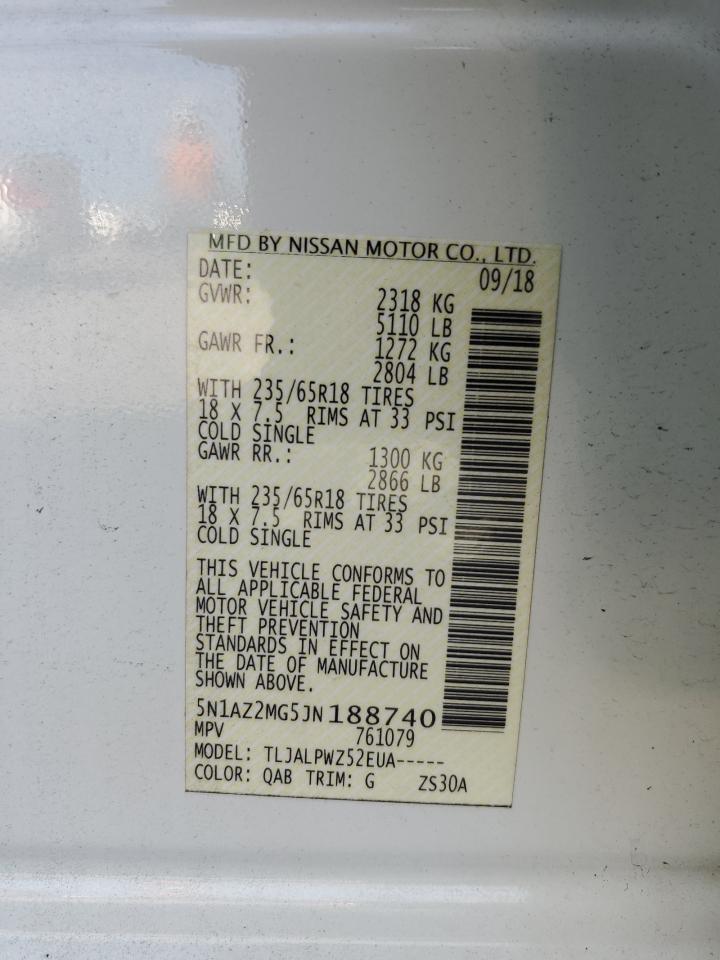 MFD BY NISSAN MOTOR CO., LTD.
DATE: 09/18
GVWR: 2318 KG
5110 LB
GAWR FR.: 1272 KG
2804 LB
WITH 235/65R18 TIRES
18 X 7.5 RIMS AT 33 PSI
COLD SINGLE
GAWR RR.: 1300 KG
2866 LB
WITH 235/65R18 TIRES
18 X 7.5 RIMS AT 33 PSI
COLD SINGLE
THIS VEHICLE CONFORMS TO
ALL APPLICABLE FEDERAL
MOTOR VEHICLE SAFETY AND
THEFT PREVENTION
STANDARDS IN EFFECT ON
THE DATE OF MANUFACTURE
SHOWN ABOVE.
5N1AZ2MG5JN188740
MPV 761079
MODEL: TLJALPWZ52EUA-----
COLOR: QAB TRIM: G ZS30A